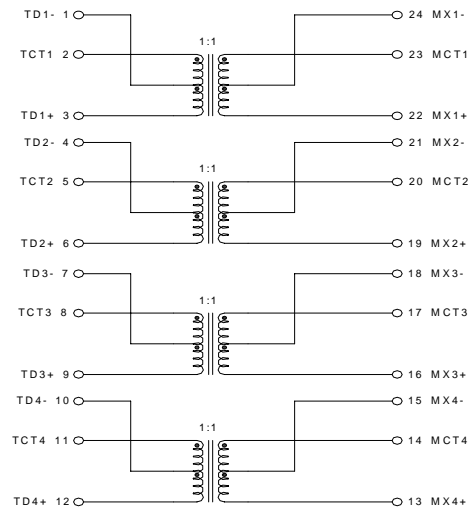 TD1- 1 24 MX1-
1:1
TCT1 2 23 MCT1
TD1+ 3 22 MX1+
TD2- 4 21 MX2-
1:1
TCT2 5 20 MCT2
TD2+ 6 19 MX2+
TD3- 7 18 MX3-
1:1
TCT3 8 17 MCT3
TD3+ 9 16 MX3+
TD4- 10 15 MX4-
1:1
TCT4 11 14 MCT4
TD4+ 12 13 MX4+